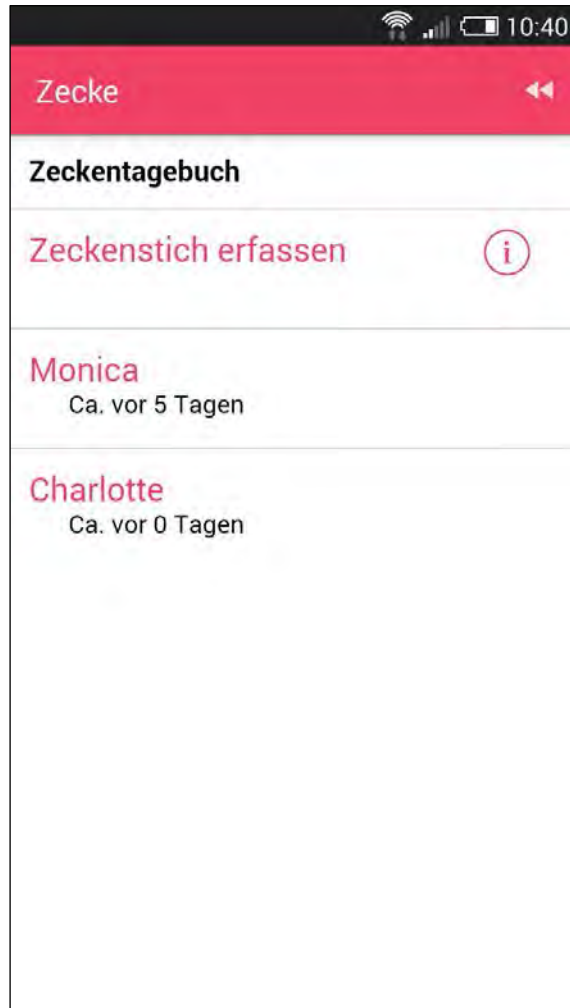 10:40
Zecke
Zeckentagebuch
Zeckenstich erfassen i
Monica
Ca. vor 5 Tagen
Charlotte
Ca. vor 0 Tagen